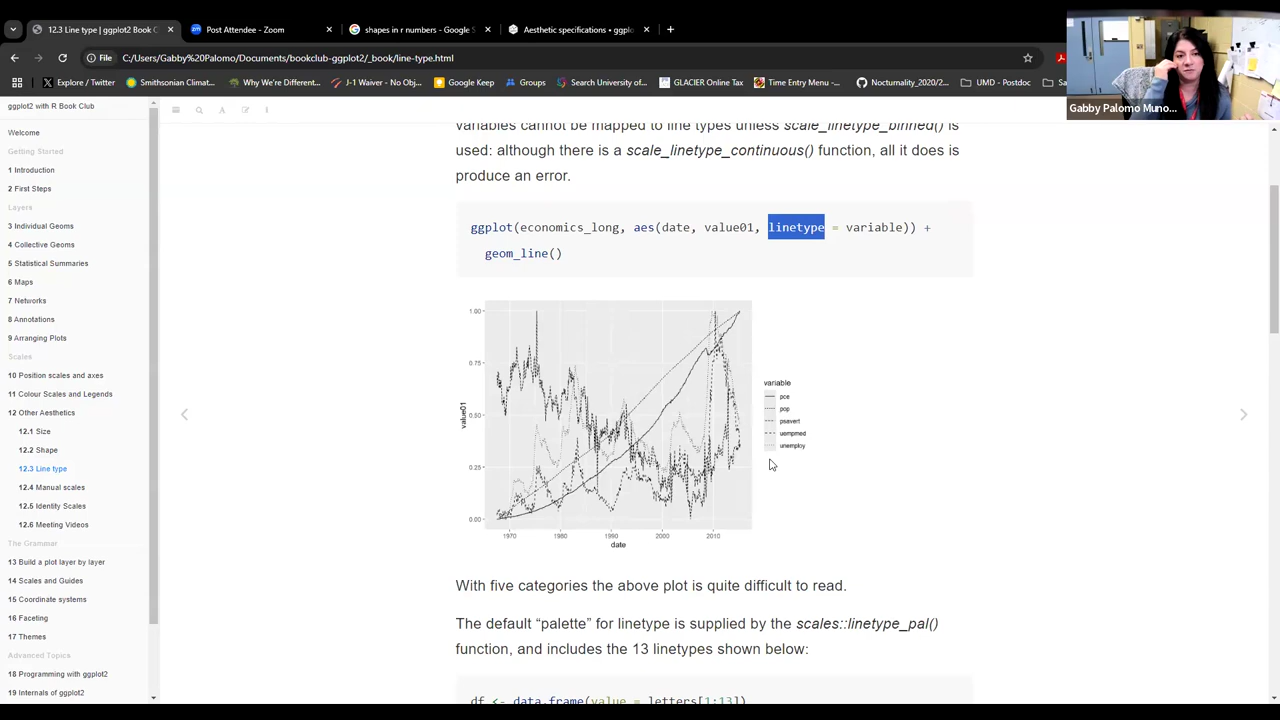 12.3 Line type | ggplot2 Book C
Post Attendee - Zoom
shapes in r numbers - Google S
Aesthetic specifications • ggplo
File
C:/Users/Gabby%20Palomo/Documents/bookclub-ggplot2/_book/line-type.html
Explore / Twitter
Smithsonian Climat...
Why We're Different...
J-1 Waiver - No Obj...
Google Keep
Groups
Search University of...
GLACIER Online Tax
Time Entry Menu -...
Nocturnality_2020/2...
UMD - Postdoc
Gabby Palomo Muno...
ggplot2 with R Book Club
Welcome
Getting Started
1 Introduction
2 First Steps
Layers
3 Individual Geoms
4 Collective Geoms
5 Statistical Summaries
6 Maps
7 Networks
8 Annotations
9 Arranging Plots
Scales
10 Position scales and axes
11 Colour Scales and Legends
12 Other Aesthetics
12.1 Size
12.2 Shape
12.3 Line type
12.4 Manual scales
12.5 Identity Scales
12.6 Meeting Videos
The Grammar
13 Build a plot layer by layer
14 Scales and Guides
15 Coordinate systems
16 Faceting
17 Themes
Advanced Topics
18 Programming with ggplot2
19 Internals of ggplot2
variables cannot be mapped to line types unless scale_linetype_binned() is
used: although there is a scale_linetype_continuous() function, all it does is
produce an error.
ggplot(economics_long, aes(date, value01, linetype = variable)) +
geom_line()
1.00
0.75
0.50
0.25
0.00
value01
1970
1980
1990
2000
2010
date
variable
pce
pop
psavert
uempmed
unemploy
With five categories the above plot is quite difficult to read.
The default “palette” for linetype is supplied by the scales::linetype_pal()
function, and includes the 13 linetypes shown below:
df <- data.frame(value = letters[1:13])